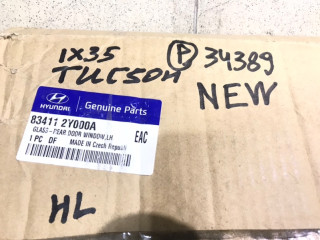 IX35
TUCSON
P 34389
NEW
HYUNDAI
Genuine Parts
83411 2Y000A
GLASS-REAR DOOR WINDOW,LH
1 PC DF MADE IN Czech Republi
EAC
HL